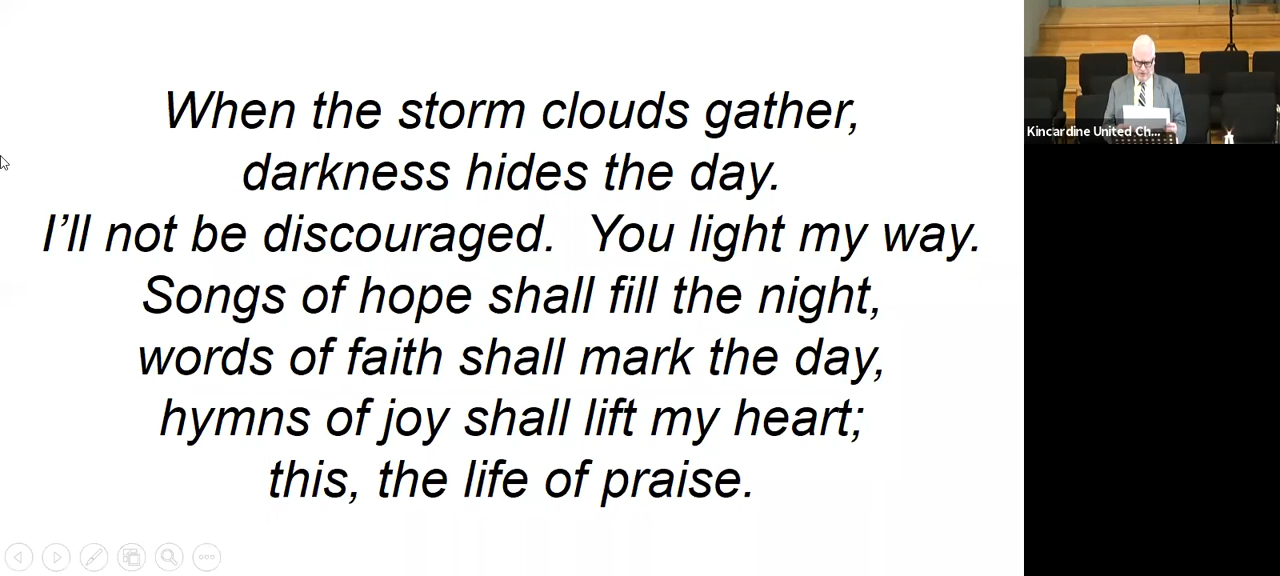 When the storm clouds gather,
darkness hides the day.
I’ll not be discouraged.  You light my way.
Songs of hope shall fill the night,
words of faith shall mark the day,
hymns of joy shall lift my heart;
this, the life of praise.
Kincardine United Ch...